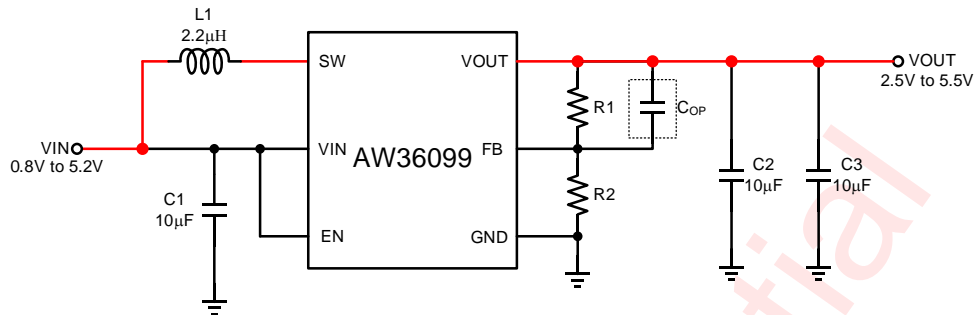 L1
2.2μH
SW
VOUT
VOUT
2.5V to 5.5V
R1
COP
VIN
0.8V to 5.2V
VIN
AW36099
FB
C1
10μF
R2
C2
10μF
C3
10μF
EN
GND
tial